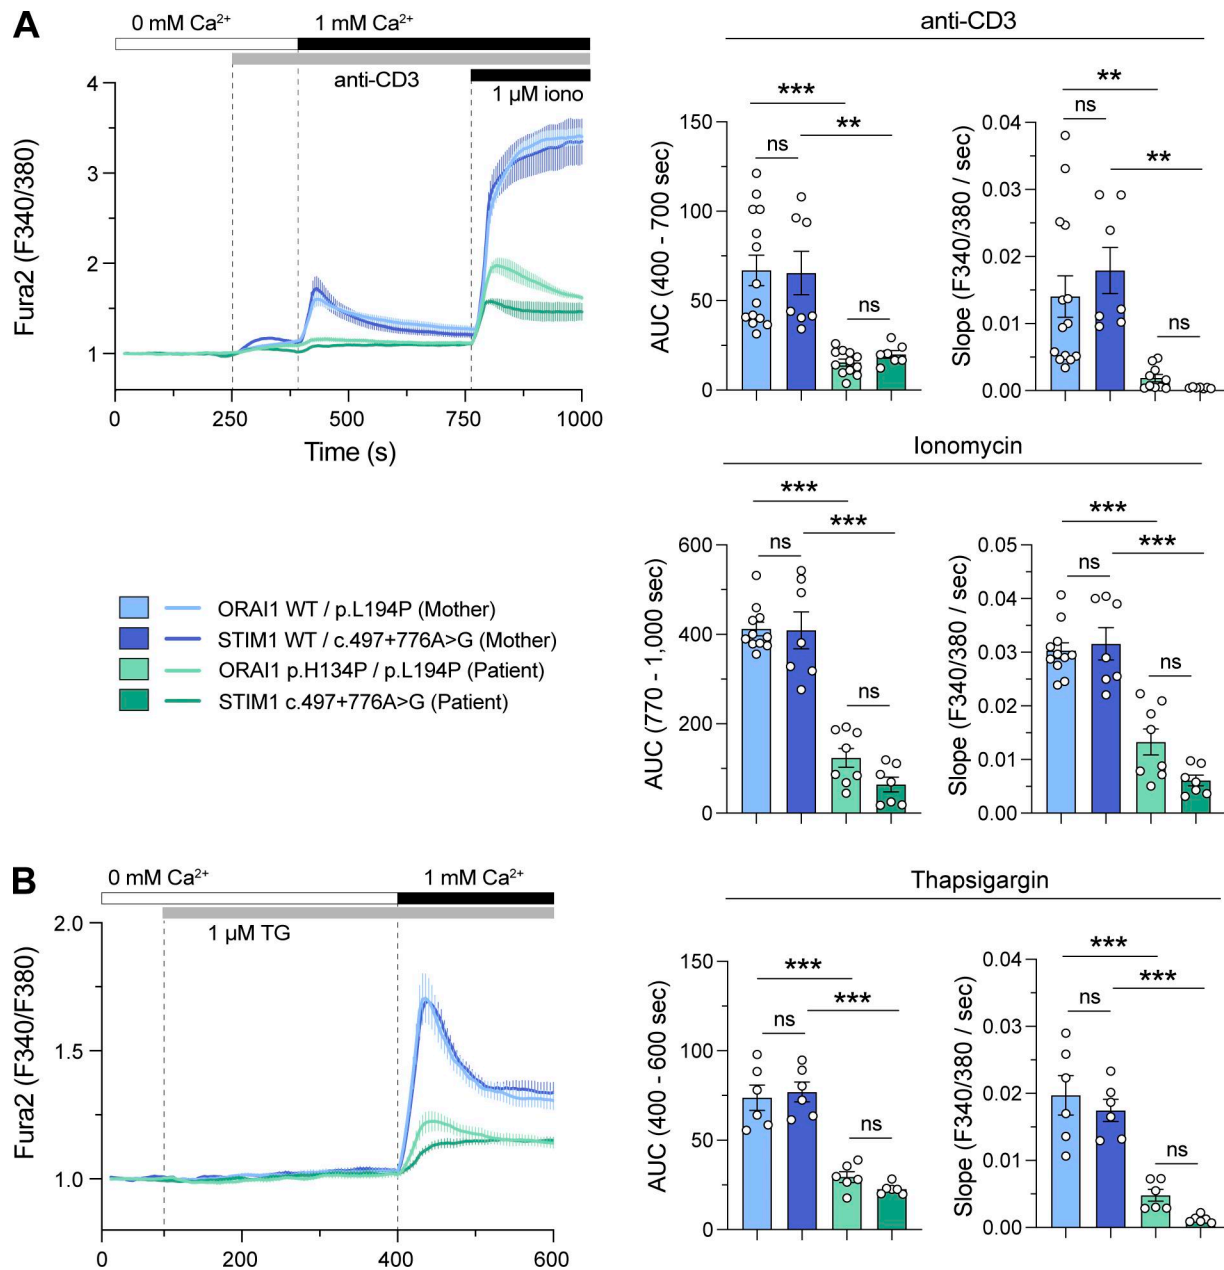 A
0 mM Ca²⁺
1 mM Ca²⁺
anti-CD3
1 µM iono
Fura2 (F340/380)
4
3
2
1
0
250
500
750
1000
Time (s)
anti-CD3
AUC (400 - 700 sec)
150
100
50
0
***
**
ns
ns
Slope (F340/380 / sec)
0.04
0.03
0.02
0.01
0.00
**
ns
**
ns
ORAI1 WT / p.L194P (Mother)
STIM1 WT / c.497+776A>G (Mother)
ORAI1 p.H134P / p.L194P (Patient)
STIM1 c.497+776A>G (Patient)
Ionomycin
AUC (770 - 1,000 sec)
600
400
200
0
***
***
ns
ns
Slope (F340/380 / sec)
0.05
0.04
0.03
0.02
0.01
0.00
***
***
ns
ns
B
0 mM Ca²⁺
1 mM Ca²⁺
1 µM TG
Fura2 (F340/F380)
2.0
1.5
1.0
0
200
400
600
Thapsigargin
AUC (400 - 600 sec)
150
100
50
0
***
***
ns
ns
Slope (F340/380 / sec)
0.04
0.03
0.02
0.01
0.00
***
***
ns
ns